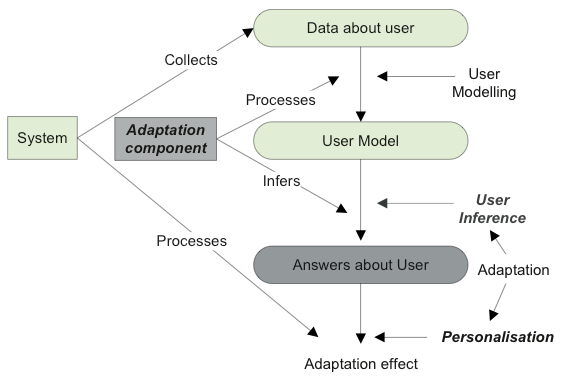 Data about user
Collects
User
Modelling
Processes
System
Adaptation
component
User Model
Infers
User
Inference
Processes
Answers about User
Adaptation
Personalisation
Adaptation effect